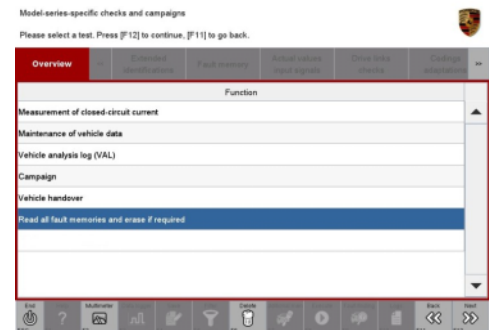 Model-series-specific checks and campaigns
Please select a test. Press [F12] to continue, [F11] to go back.
Overview
Extended identifications
Fault memory
Actual values input signals
Drive links checks
Codings adaptations
Function
Measurement of closed-circuit current
Maintenance of vehicle data
Vehicle analysis log (VAL)
Campaign
Vehicle handover
Read all fault memories and erase if required
End
Multimeter
Delete
Back
Next